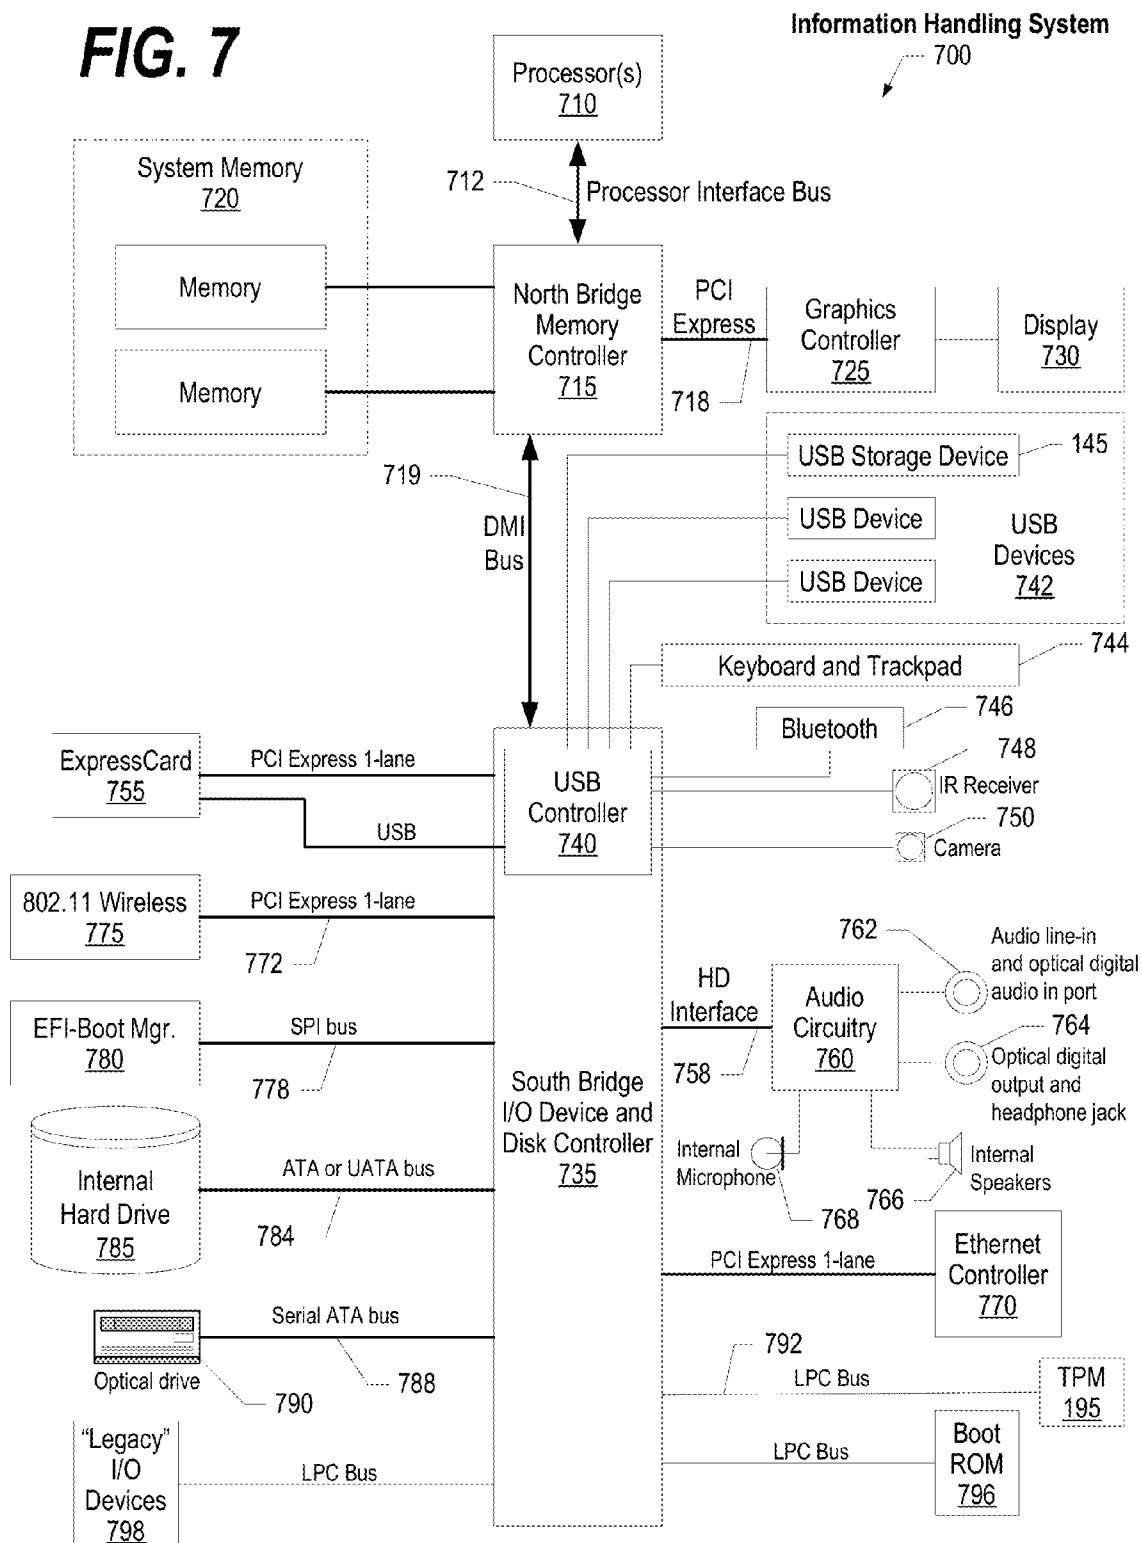 FIG. 7
Information Handling System
700
Processor(s)
710
712
Processor Interface Bus
System Memory
720
Memory
Memory
North Bridge
Memory
Controller
715
PCI
Express
718
Graphics
Controller
725
Display
730
719
DMI
Bus
USB Storage Device
145
USB Device
USB Device
USB
Devices
742
Keyboard and Trackpad
744
Bluetooth
746
748
IR Receiver
750
Camera
ExpressCard
755
PCI Express 1-lane
USB
USB
Controller
740
802.11 Wireless
775
PCI Express 1-lane
772
EFI-Boot Mgr.
780
SPI bus
778
South Bridge
I/O Device and
Disk Controller
735
HD
Interface
758
Audio
Circuitry
760
762
Audio line-in
and optical digital
audio in port
764
Optical digital
output and
headphone jack
Internal
Microphone
768
766
Internal
Speakers
Internal
Hard Drive
785
ATA or UATA bus
784
PCI Express 1-lane
Ethernet
Controller
770
Optical drive
790
Serial ATA bus
788
792
LPC Bus
TPM
195
LPC Bus
Boot
ROM
796
"Legacy"
I/O
Devices
798
LPC Bus